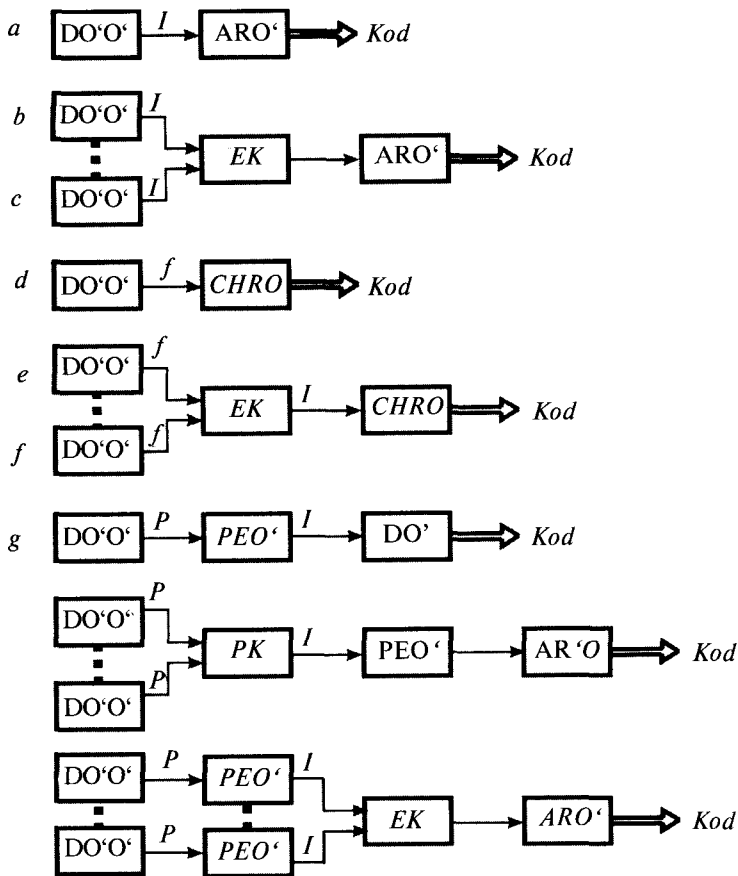 a DO‘O‘ I ARO‘ Kod
b DO‘O‘ I
EK ARO‘ Kod
c DO‘O‘ I
d DO‘O‘ f CHRO Kod
e DO‘O‘ f
EK I CHRO Kod
f DO‘O‘ f
g DO‘O‘ P PEO‘ I DO’ Kod
DO‘O‘ P
PK I PEO‘ AR‘O Kod
DO‘O‘ P
DO‘O‘ P PEO‘ I
EK ARO‘ Kod
DO‘O‘ P PEO‘ I